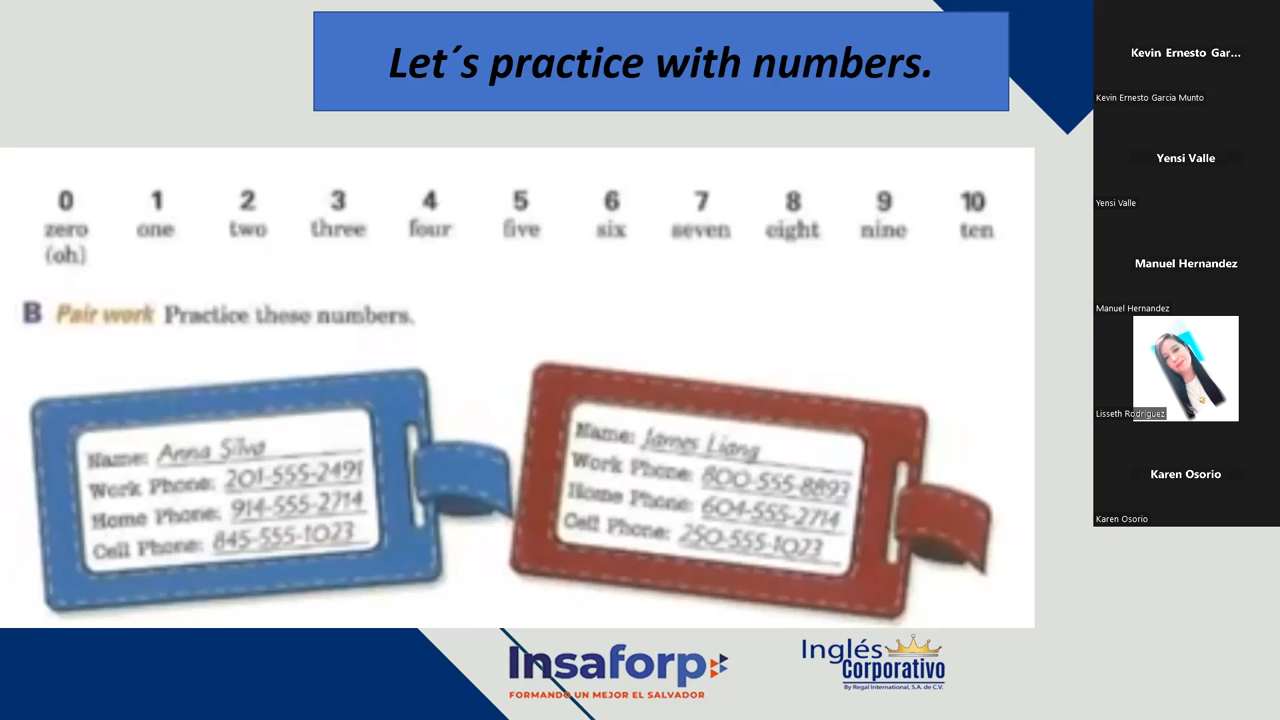 Let´s practice with numbers.
0 1 2 3 4 5 6 7 8 9 10
zero one two three four five six seven eight nine ten
(oh)
B Pair work Practice these numbers.
Name: Anna Silva
Work Phone: 201-555-2491
Home Phone: 914-555-2714
Cell Phone: 845-555-1023
Name: James Liang
Work Phone: 800-555-8893
Home Phone: 604-555-2714
Cell Phone: 250-555-1023
Insaforp
FORMANDO UN MEJOR EL SALVADOR
Inglés
Corporativo
By Regal International, S.A. de C.V.
Kevin Ernesto Gar...
Kevin Ernesto Garcia Munto
Yensi Valle
Yensi Valle
Manuel Hernandez
Manuel Hernandez
Lisseth Rodriguez
Karen Osorio
Karen Osorio